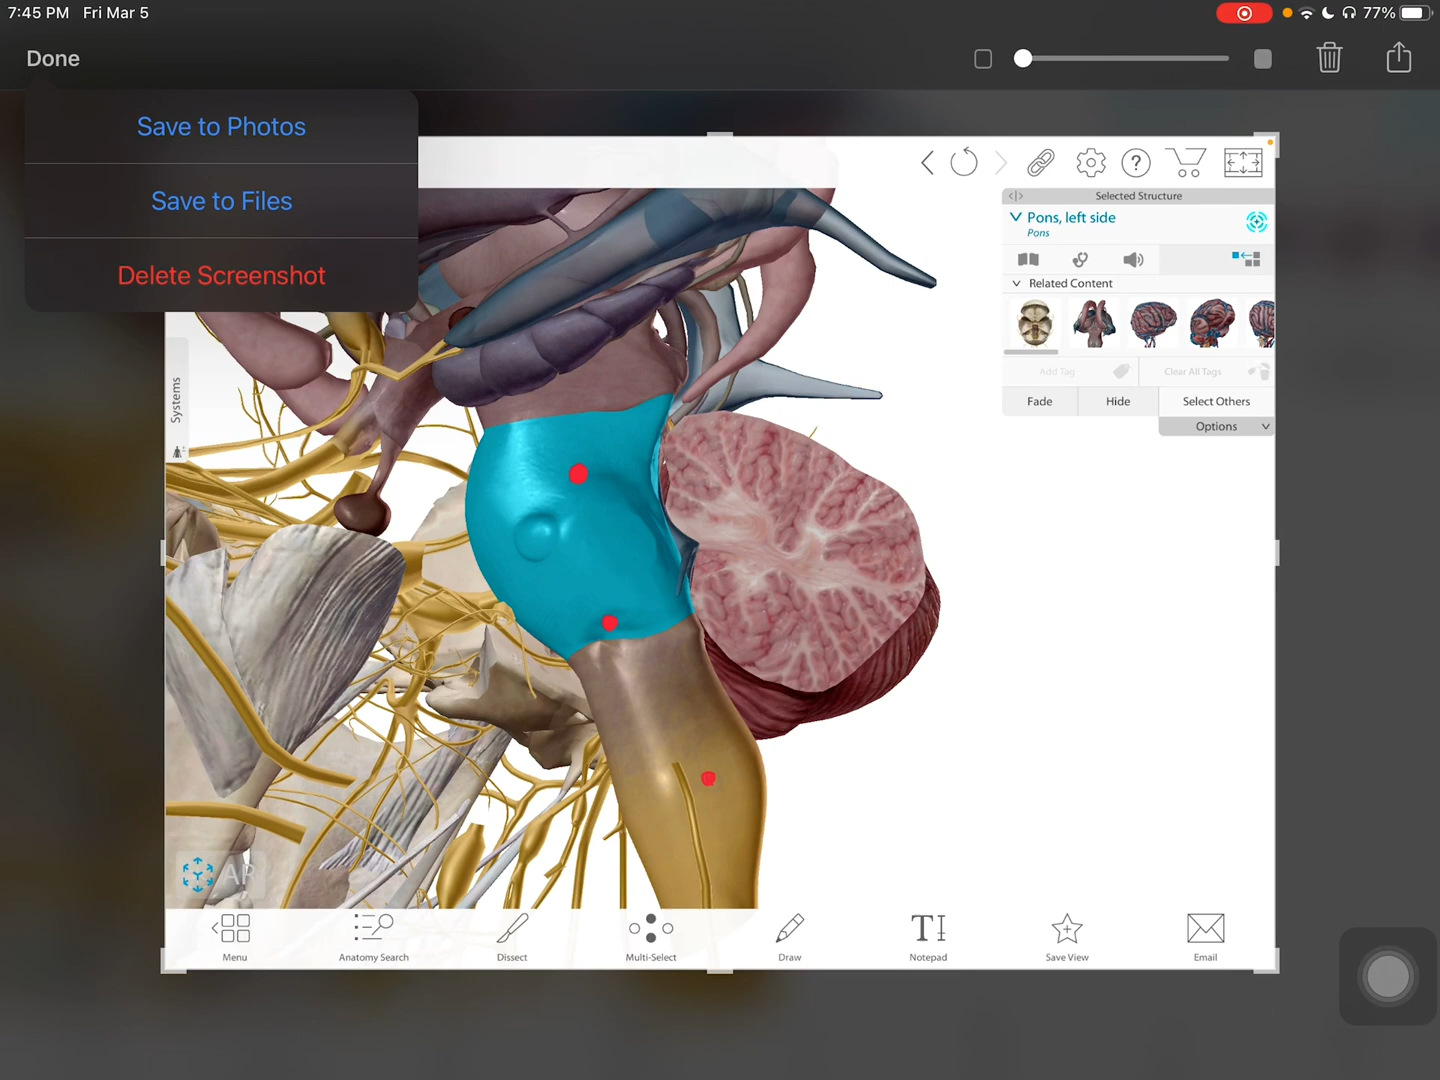 7:45 PM Fri Mar 5
77%
Done
Save to Photos
Save to Files
Delete Screenshot
Selected Structure
Pons, left side
Pons
Related Content
Add Tag
Clear All Tags
Fade
Hide
Select Others
Options
Systems
AR
Menu
Anatomy Search
Dissect
Multi-Select
Draw
Notepad
Save View
Email